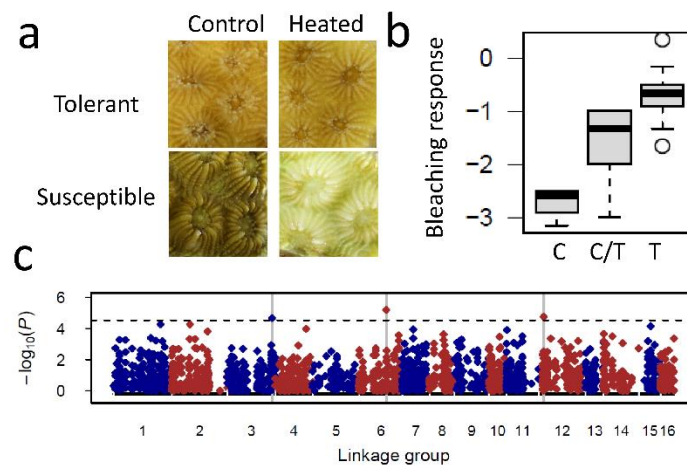 a
Control Heated
Tolerant
Susceptible
b
Bleaching response
0
−1
−2
−3
C C/T T
c
−log10(P)
6
4
2
0
1 2 3 4 5 6 7 8 9 10 11 12 13 14 15 16
Linkage group